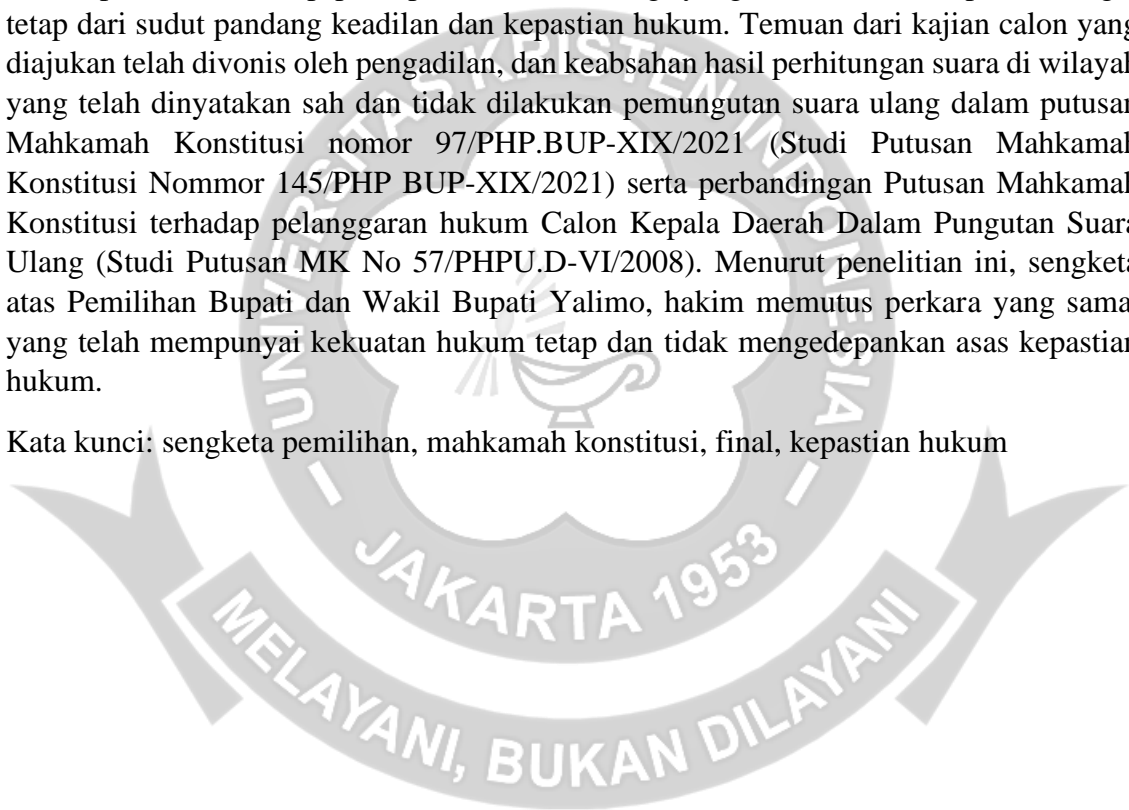 tetap dari sudut pandang keadilan dan kepastian hukum. Temuan dari kajian calon yang
diajukan telah divonis oleh pengadilan, dan keabsahan hasil perhitungan suara di wilayah
yang telah dinyatakan sah dan tidak dilakukan pemungutan suara ulang dalam putusan
Mahkamah Konstitusi nomor 97/PHP.BUP-XIX/2021 (Studi Putusan Mahkamah
Konstitusi Nommor 145/PHP BUP-XIX/2021) serta perbandingan Putusan Mahkamah
Konstitusi terhadap pelanggaran hukum Calon Kepala Daerah Dalam Pungutan Suara
Ulang (Studi Putusan MK No 57/PHPU.D-VI/2008). Menurut penelitian ini, sengketa
atas Pemilihan Bupati dan Wakil Bupati Yalimo, hakim memutus perkara yang sama
yang telah mempunyai kekuatan hukum tetap dan tidak mengedepankan asas kepastian
hukum.
Kata kunci: sengketa pemilihan, mahkamah konstitusi, final, kepastian hukum
UNIVERSITAS KRISTEN INDONESIA
JAKARTA 1953
MELAYANI, BUKAN DILAYANI